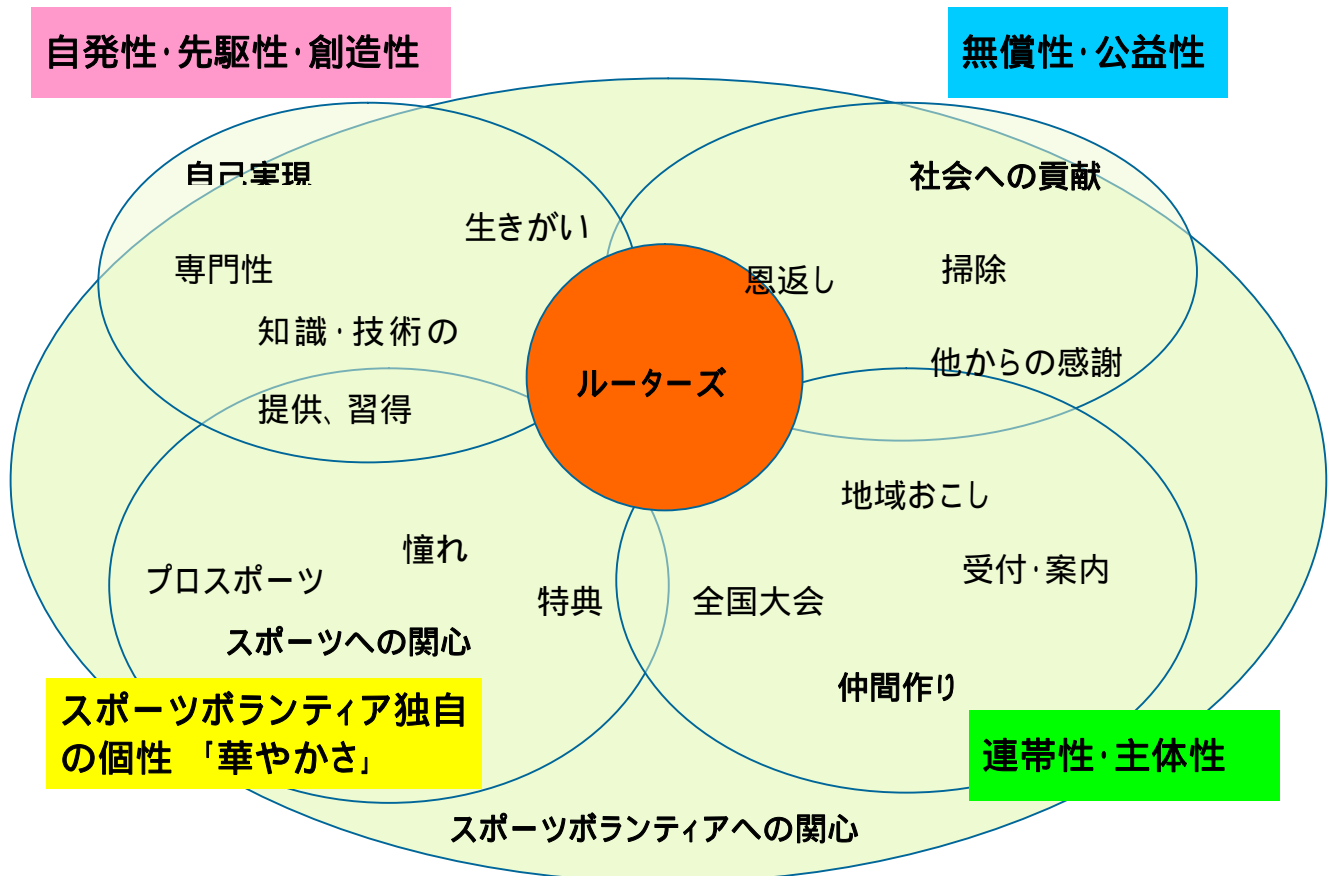 自発性・先駆性・創造性
無償性・公益性
自己実現
社会への貢献
生きがい
専門性
恩返し
掃除
知識・技術の
提供、習得
他からの感謝
ルーターズ
地域おこし
憧れ
受付・案内
プロスポーツ
特典
全国大会
スポーツへの関心
仲間作り
スポーツボランティア独自
の個性 「華やかさ」
連帯性・主体性
スポーツボランティアへの関心